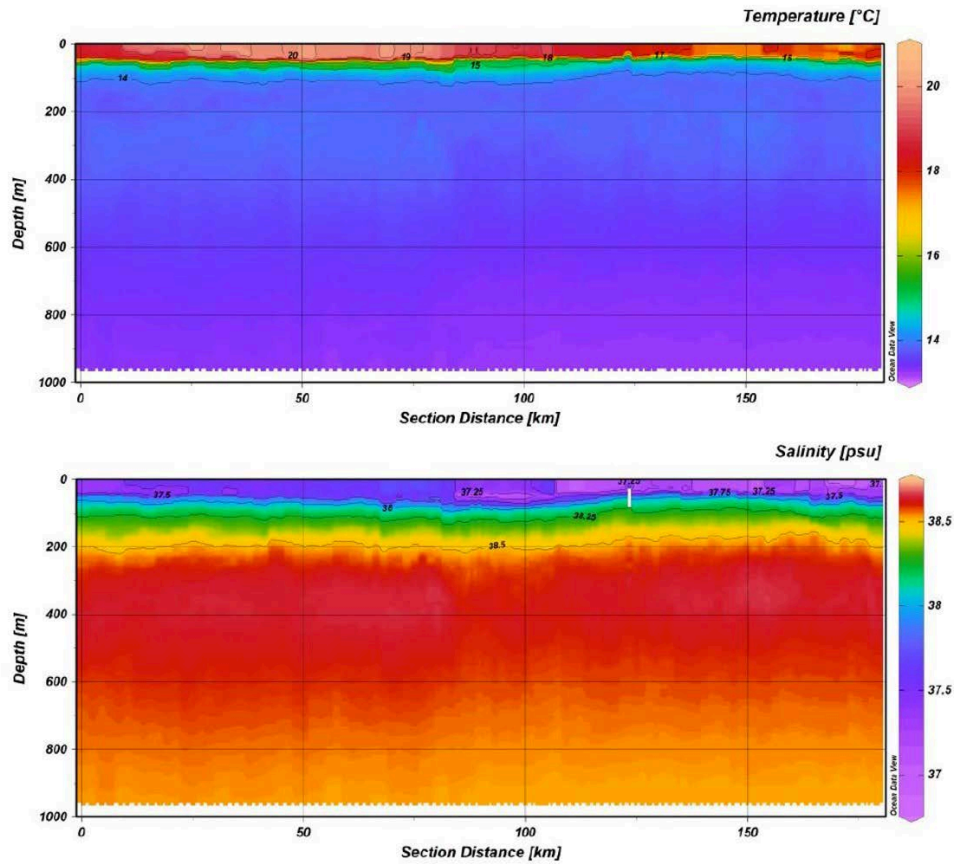 Temperature [°C]
0
200
400
600
800
1000
Depth [m]
20 19 15 18 17 16
14
20
18
16
14
Ocean Data View
0 50 100 150
Section Distance [km]
Salinity [psu]
0
200
400
600
800
1000
Depth [m]
37.5 37.25 37.25 37.75 37.25 37.5
38 38.25
38.5
38.5
38
37.5
37
Ocean Data View
0 50 100 150
Section Distance [km]